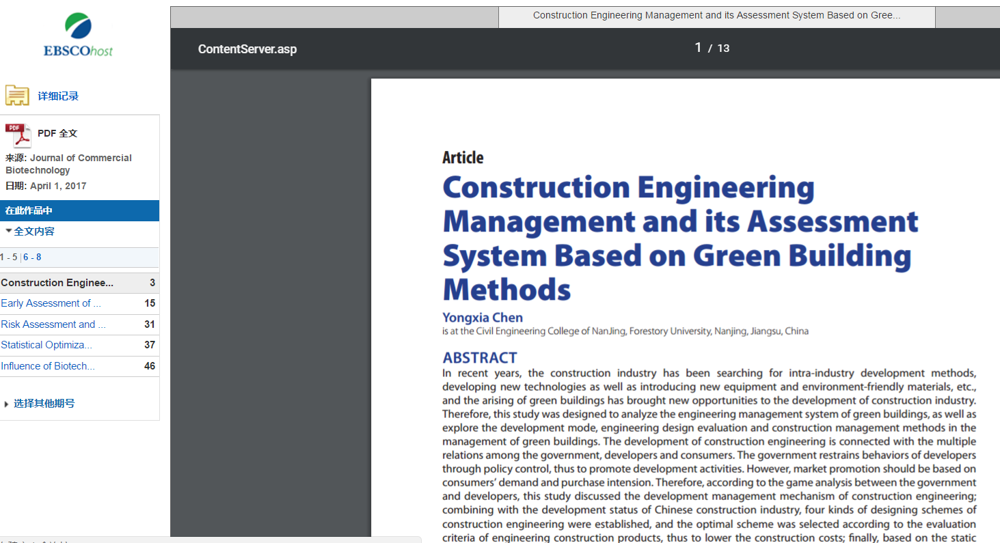 EBSCOhost
详细记录
PDF 全文
来源: Journal of Commercial
Biotechnology
日期: April 1, 2017
在此作品中
全文内容
1 - 5 | 6 - 8
Construction Enginee... 3
Early Assessment of ... 15
Risk Assessment and ... 31
Statistical Optimiza... 37
Influence of Biotech... 46
选择其他期号
Construction Engineering Management and its Assessment System Based on Gree...
ContentServer.asp
1 / 13
Article
Construction Engineering
Management and its Assessment
System Based on Green Building
Methods
Yongxia Chen
is at the Civil Engineering College of NanJing, Forestory University, Nanjing, Jiangsu, China
ABSTRACT
In recent years, the construction industry has been searching for intra-industry development methods,
developing new technologies as well as introducing new equipment and environment-friendly materials, etc.,
and the arising of green buildings has brought new opportunities to the development of construction industry.
Therefore, this study was designed to analyze the engineering management system of green buildings, as well as
explore the development mode, engineering design evaluation and construction management methods in the
management of green buildings. The development of construction engineering is connected with the multiple
relations among the government, developers and consumers. The government restrains behaviors of developers
through policy control, thus to promote development activities. However, market promotion should be based on
consumers' demand and purchase intension. Therefore, according to the game analysis between the government
and developers, this study discussed the development management mechanism of construction engineering;
combining with the development status of Chinese construction industry, four kinds of designing schemes of
construction engineering were established, and the optimal scheme was selected according to the evaluation
criteria of engineering construction products, thus to lower the construction costs; finally, based on the static